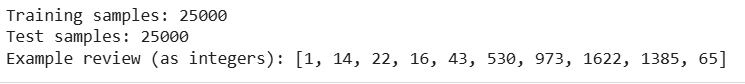 Training samples: 25000
Test samples: 25000
Example review (as integers): [1, 14, 22, 16, 43, 530, 973, 1622, 1385, 65]